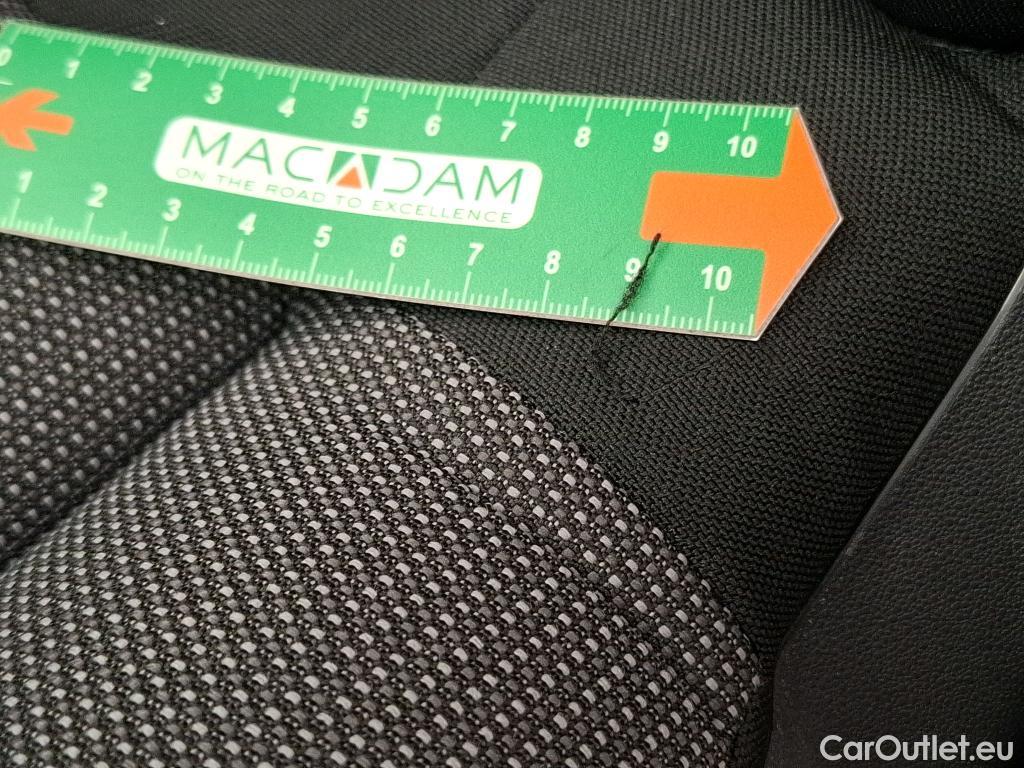 0 1 2 3 4 5 6 7 8 9 10
MACADAM
ON THE ROAD TO EXCELLENCE
1 2 3 4 5 6 7 8 9 10
CarOutlet.eu